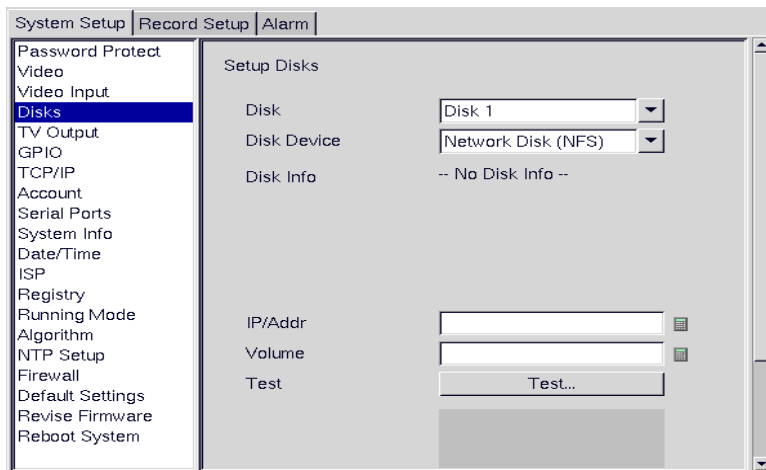 System Setup Record Setup Alarm
Password Protect
Video
Video Input
Disks
TV Output
GPIO
TCP/IP
Account
Serial Ports
System Info
Date/Time
ISP
Registry
Running Mode
Algorithm
NTP Setup
Firewall
Default Settings
Revise Firmware
Reboot System
Setup Disks
Disk Disk 1
Disk Device Network Disk (NFS)
Disk Info -- No Disk Info --
IP/Addr
Volume
Test Test...